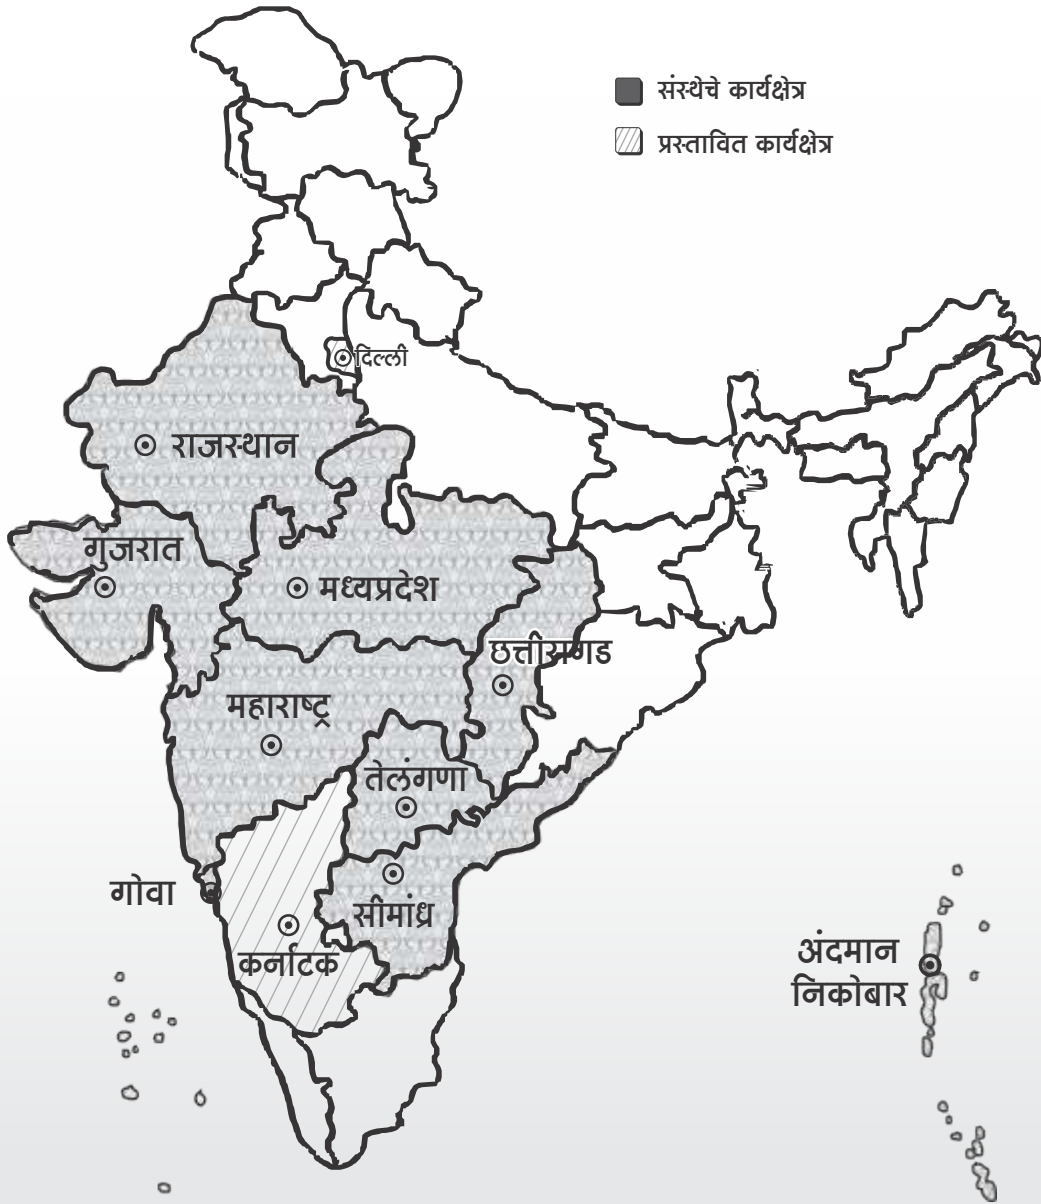 संस्थेचे कार्यक्षेत्र
प्रस्तावित कार्यक्षेत्र
दिल्ली
राजस्थान
गुजरात
मध्यप्रदेश
छत्तीसगड
महाराष्ट्र
तेलंगणा
गोवा
सीमांध्र
कर्नाटक
अंदमान
निकोबार